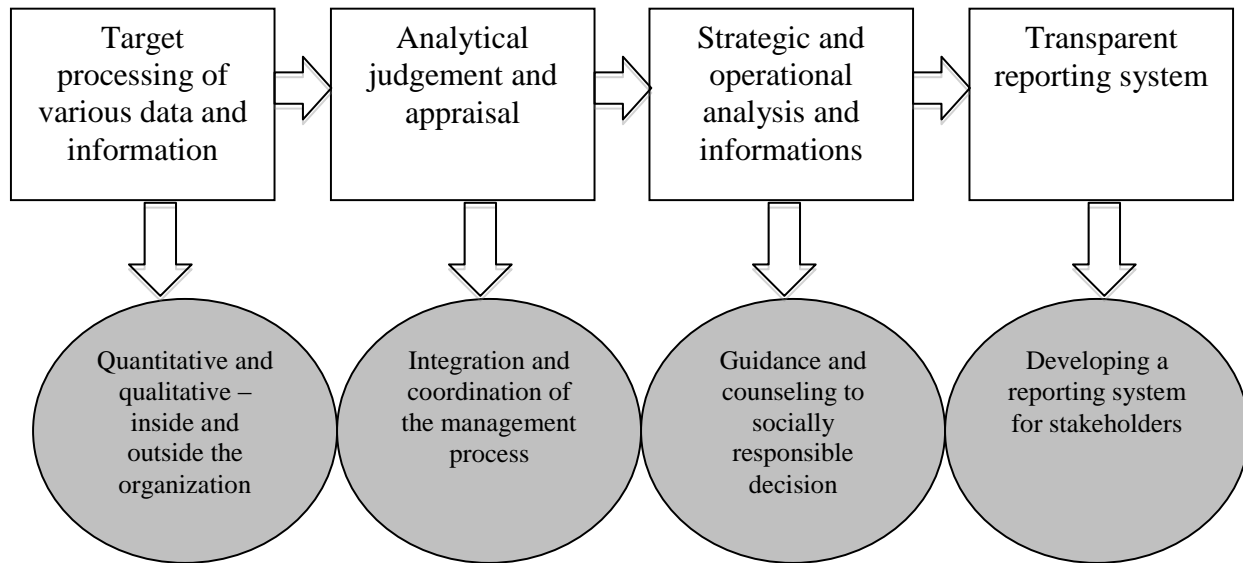 Target
processing of
various data and
information
Analytical
judgement and
appraisal
Strategic and
operational
analysis and
informations
Transparent
reporting system
Quantitative and
qualitative –
inside and
outside the
organization
Integration and
coordination of
the management
process
Guidance and
counseling to
socially
responsible
decision
Developing a
reporting system
for stakeholders